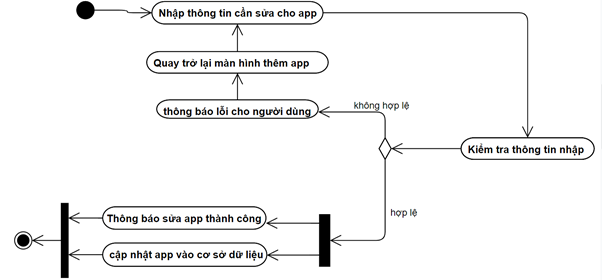 Nhập thông tin cần sửa cho app
Quay trở lại màn hình thêm app
thông báo lỗi cho người dùng
không hợp lệ
Kiểm tra thông tin nhập
hợp lệ
Thông báo sửa app thành công
cập nhật app vào cơ sở dữ liệu